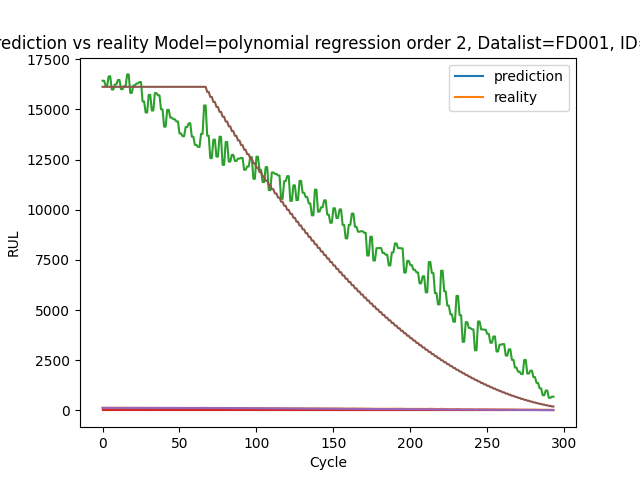 rediction vs reality Model=polynomial regression order 2, Datalist=FD001, ID=
17500
15000
12500
10000
7500
5000
2500
0
RUL
prediction
reality
0 50 100 150 200 250 300
Cycle